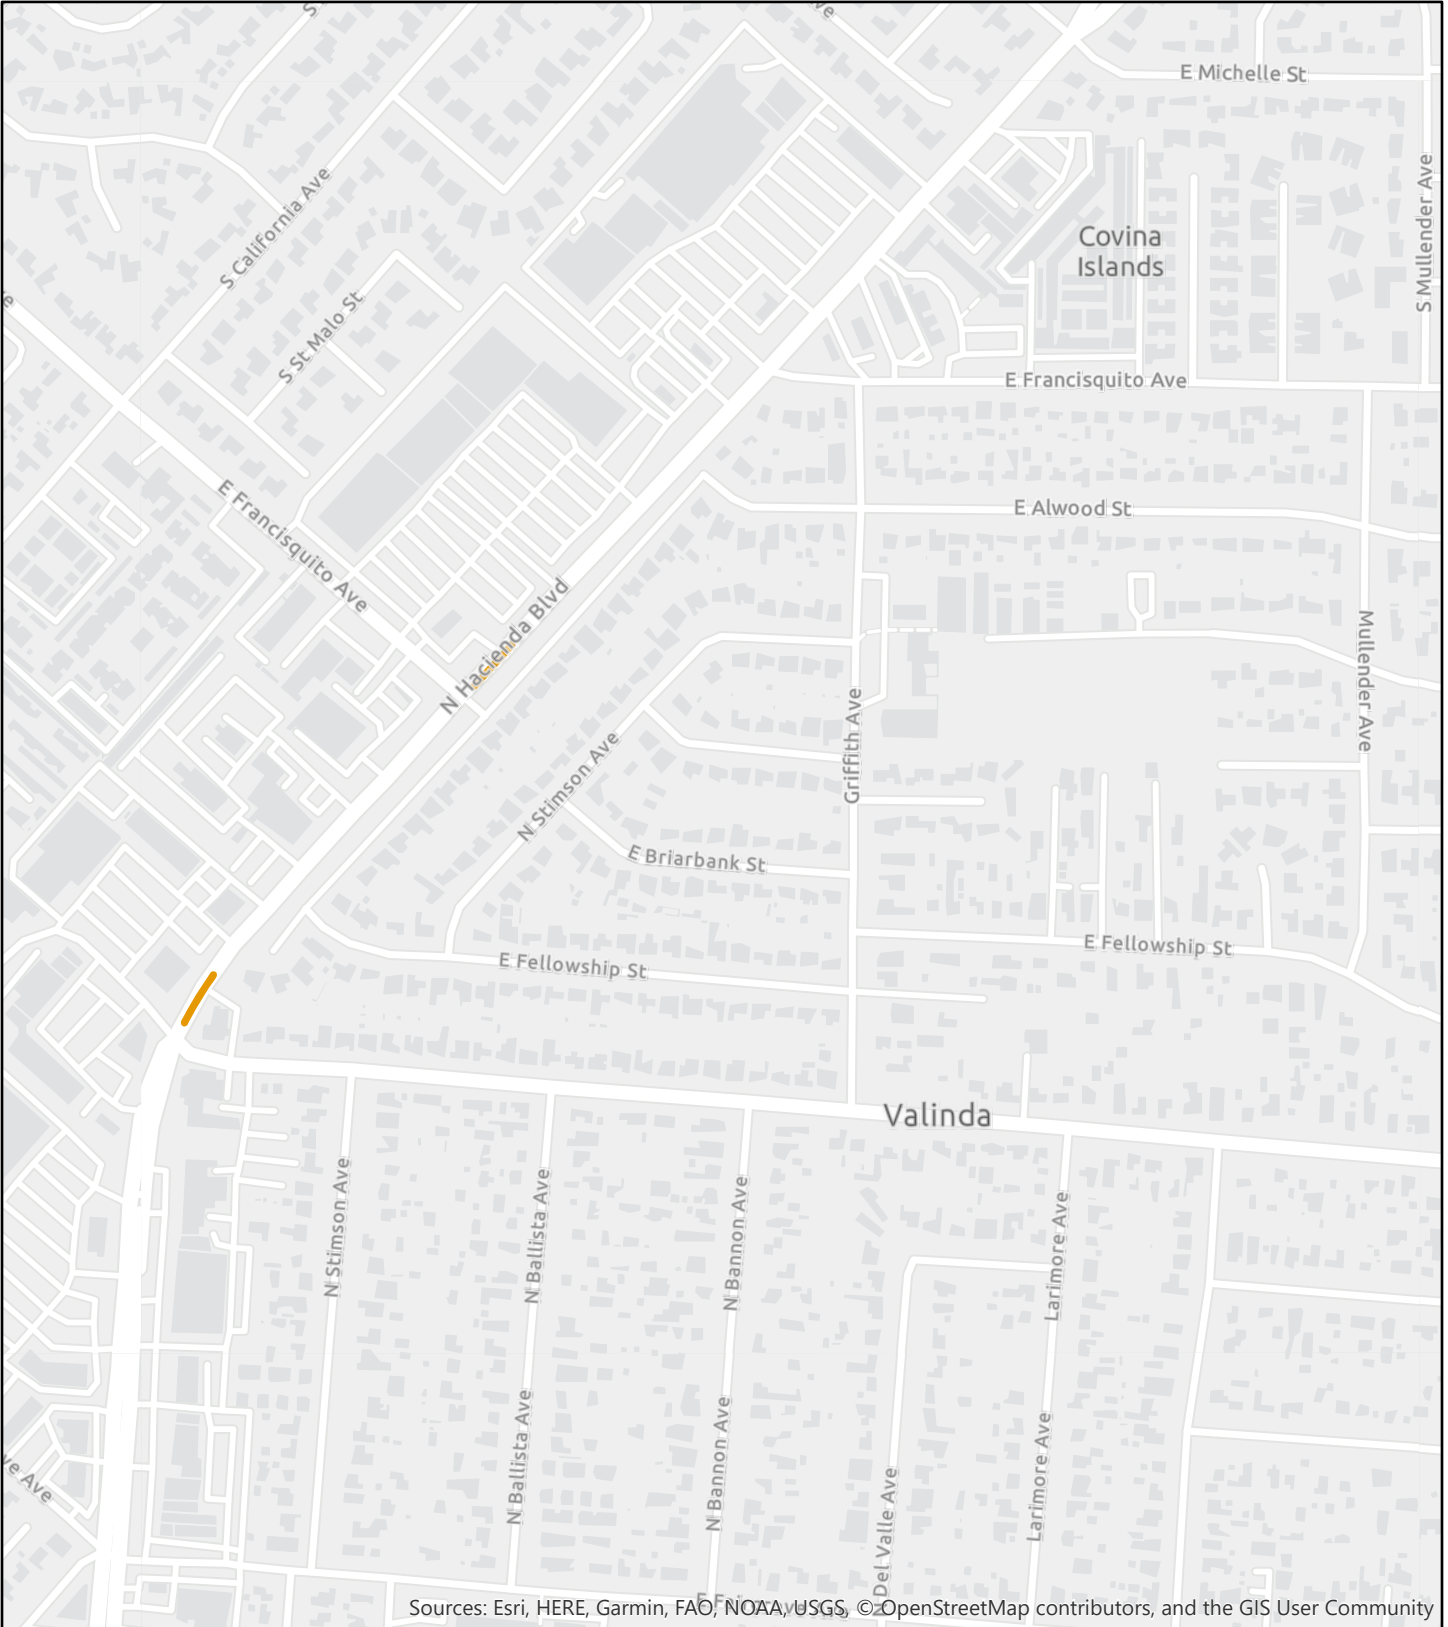 E Michelle St
S Mullender Ave
S California Ave
Covina
Islands
S St Malo St
E Francisquito Ave
E Francisquito Ave
E Alwood St
N Hacienda Blvd
Mullender Ave
Griffith Ave
N Stimson Ave
E Briarbank St
E Fellowship St
E Fellowship St
Valinda
N Stimson Ave
N Ballista Ave
N Bannon Ave
Larimore Ave
N Ballista Ave
N Bannon Ave
Larimore Ave
N Del Valle Ave
Ave
Sources: Esri, HERE, Garmin, FAO, NOAA, USGS, © OpenStreetMap contributors, and the GIS User Community